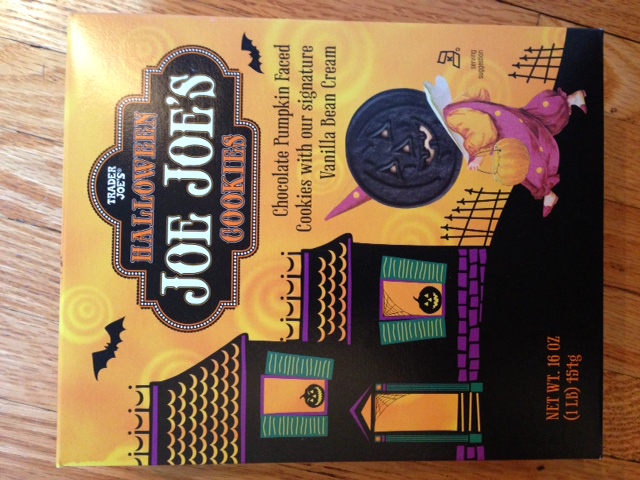 TRADER
JOE'S®
HALLOWEEN
JOE JOE'S
COOKIES
Chocolate Pumpkin Faced
Cookies with our signature
Vanilla Bean Cream
serving
suggestion
NET WT. 16 OZ
(1 LB) 454g